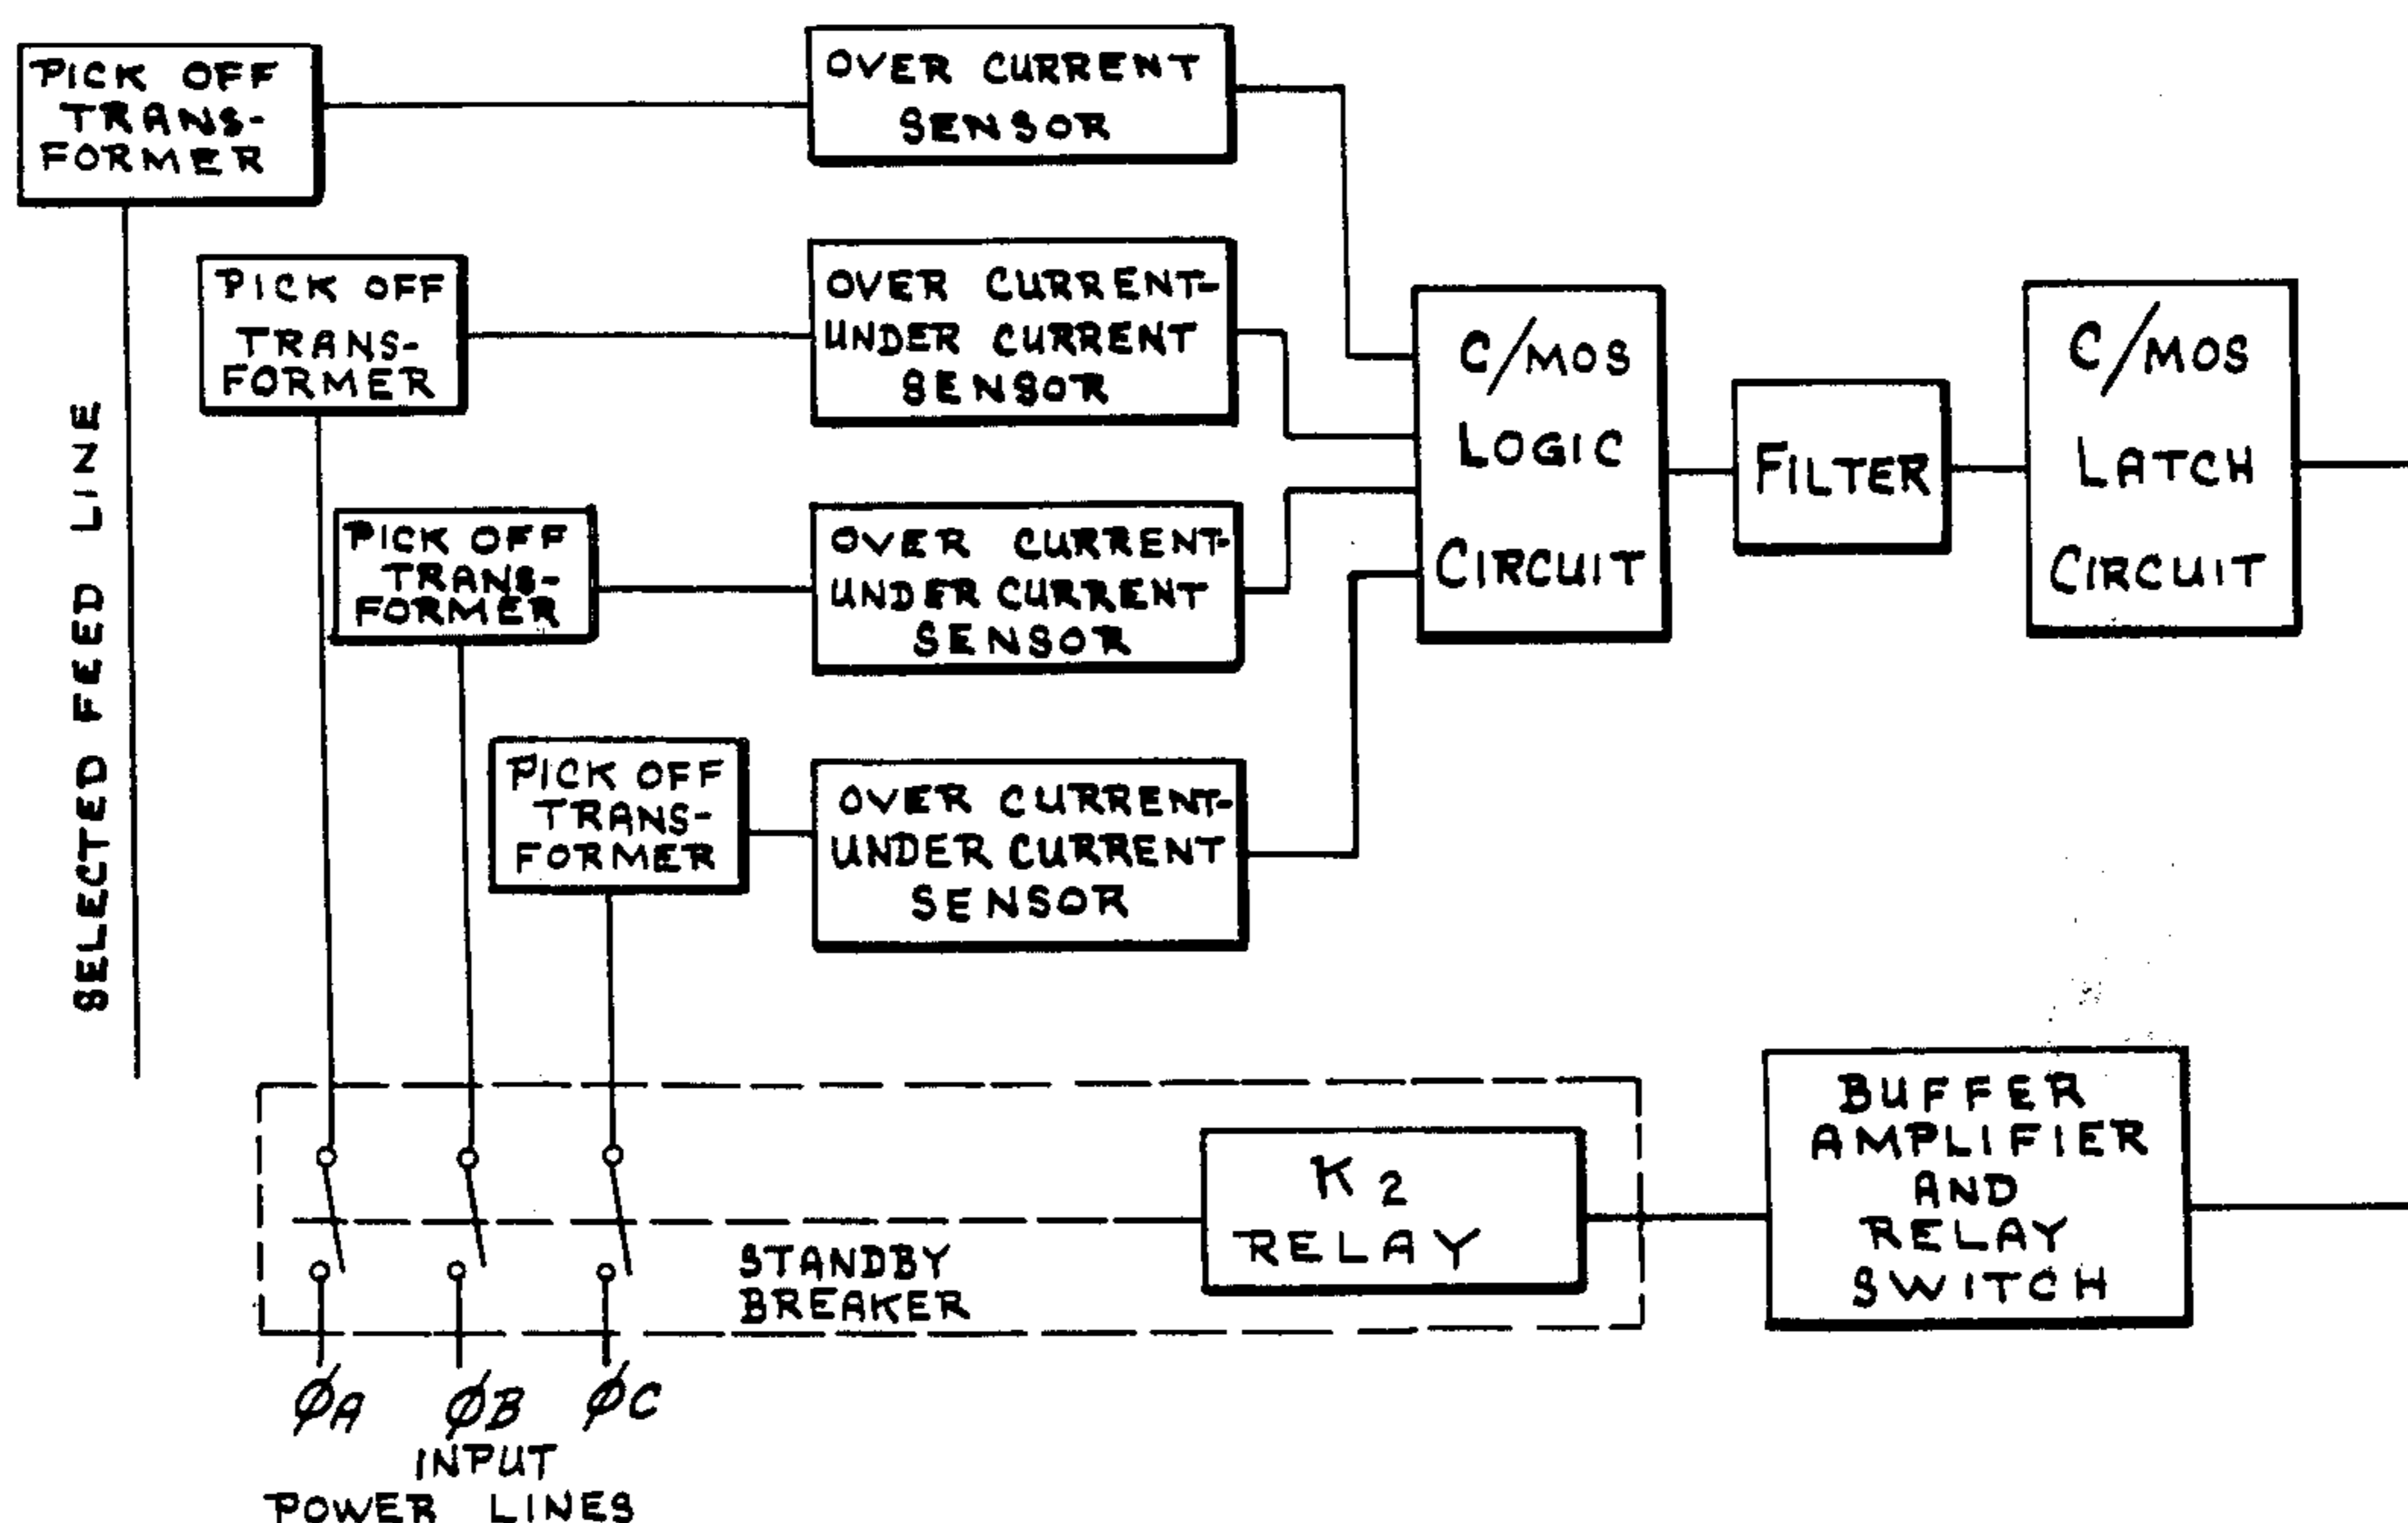 PICK OFF
TRANS-
FORMER
OVER CURRENT
SENSOR
PICK OFF
TRANS-
FORMER
OVER CURRENT-
UNDER CURRENT
SENSOR
C/MOS
LOGIC
CIRCUIT
FILTER
C/MOS
LATCH
CIRCUIT
SELECTED FEED LINE
PICK OFF
TRANS-
FORMER
OVER CURRENT-
UNDER CURRENT
SENSOR
PICK OFF
TRANS-
FORMER
OVER CURRENT-
UNDER CURRENT
SENSOR
K2
RELAY
BUFFER
AMPLIFIER
AND
RELAY
SWITCH
STANDBY
BREAKER
ØA ØB ØC
INPUT
POWER LINES